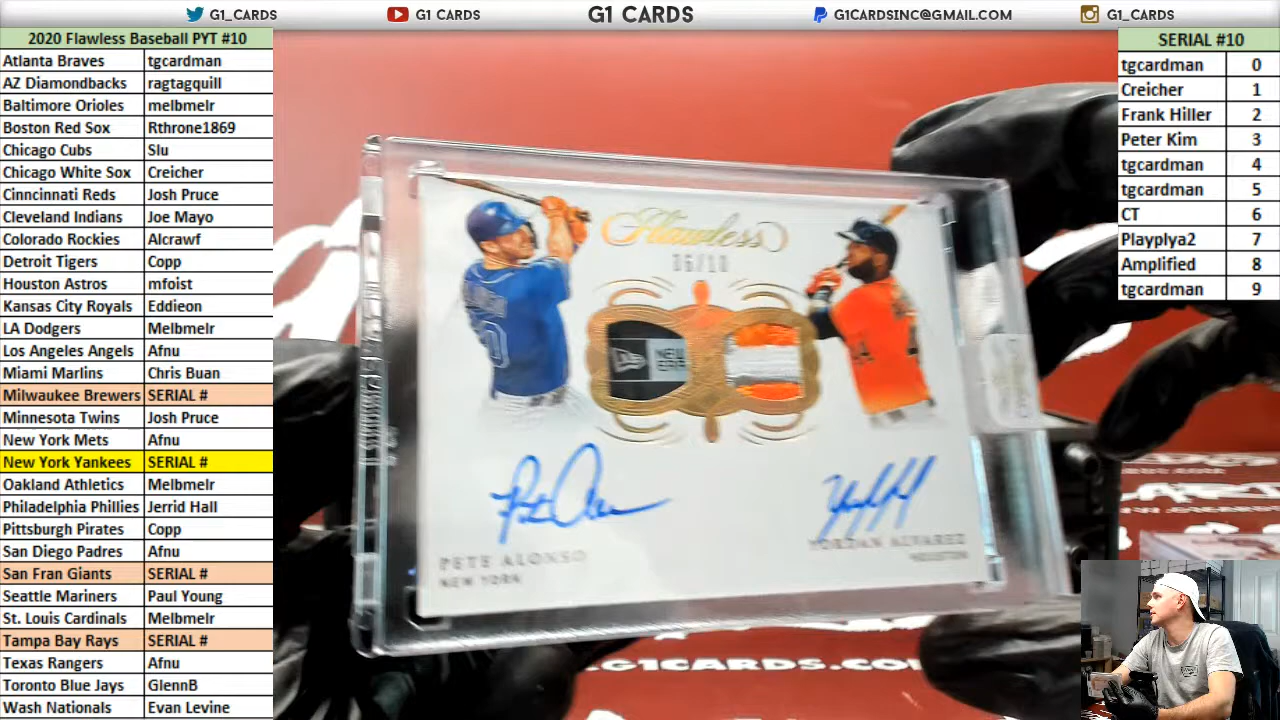 G1_CARDS
G1 CARDS
G1 CARDS
G1CARDSINC@GMAIL.COM
G1_CARDS
2020 Flawless Baseball PYT #10
Atlanta Braves tgcardman
AZ Diamondbacks ragtagquill
Baltimore Orioles melbmelr
Boston Red Sox Rthrone1869
Chicago Cubs Slu
Chicago White Sox Creicher
Cinncinnati Reds Josh Pruce
Cleveland Indians Joe Mayo
Colorado Rockies Alcrawf
Detroit Tigers Copp
Houston Astros mfoist
Kansas City Royals Eddieon
LA Dodgers Melbmelr
Los Angeles Angels Afnu
Miami Marlins Chris Buan
Milwaukee Brewers SERIAL #
Minnesota Twins Josh Pruce
New York Mets Afnu
New York Yankees SERIAL #
Oakland Athletics Melbmelr
Philadelphia Phillies Jerrid Hall
Pittsburgh Pirates Copp
San Diego Padres Afnu
San Fran Giants SERIAL #
Seattle Mariners Paul Young
St. Louis Cardinals Melbmelr
Tampa Bay Rays SERIAL #
Texas Rangers Afnu
Toronto Blue Jays GlennB
Wash Nationals Evan Levine
Flawless
06/10
NEW
ERA
Pete Alonso
PETE ALONSO
NEW YORK
YORDAN ALVAREZ
HOUSTON
G1CARDS.CO
SERIAL #10
tgcardman 0
Creicher 1
Frank Hiller 2
Peter Kim 3
tgcardman 4
tgcardman 5
CT 6
Playplya2 7
Amplified 8
tgcardman 9